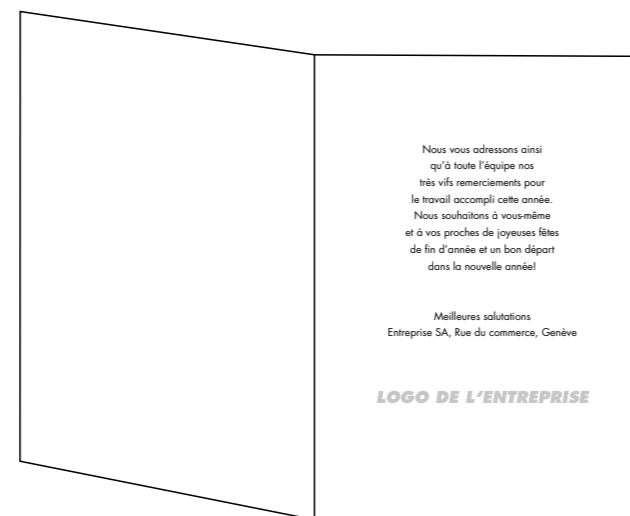 Nous vous adressons ainsi
qu'à toute l'équipe nos
très vifs remerciements pour
le travail accompli cette année.
Nous souhaitons à vous-même
et à vos proches de joyeuses fêtes
de fin d'année et un bon départ
dans la nouvelle année!
Meilleures salutations
Entreprise SA, Rue du commerce, Genève
LOGO DE L'ENTREPRISE